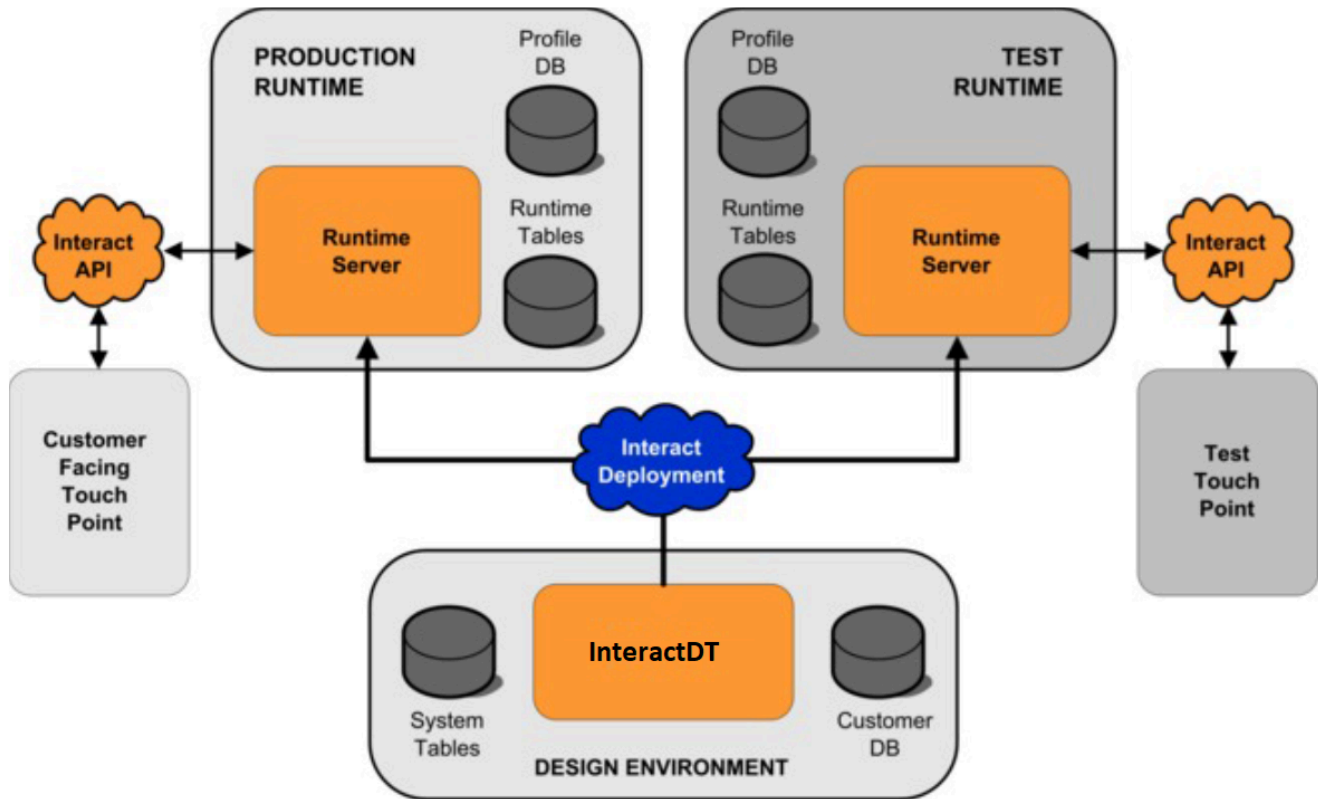 PRODUCTION
RUNTIME
Profile
DB
Runtime
Server
Runtime
Tables
Interact
API
Customer
Facing
Touch
Point
Profile
DB
TEST
RUNTIME
Runtime
Tables
Runtime
Server
Interact
API
Test
Touch
Point
Interact
Deployment
InteractDT
System
Tables
Customer
DB
DESIGN ENVIRONMENT